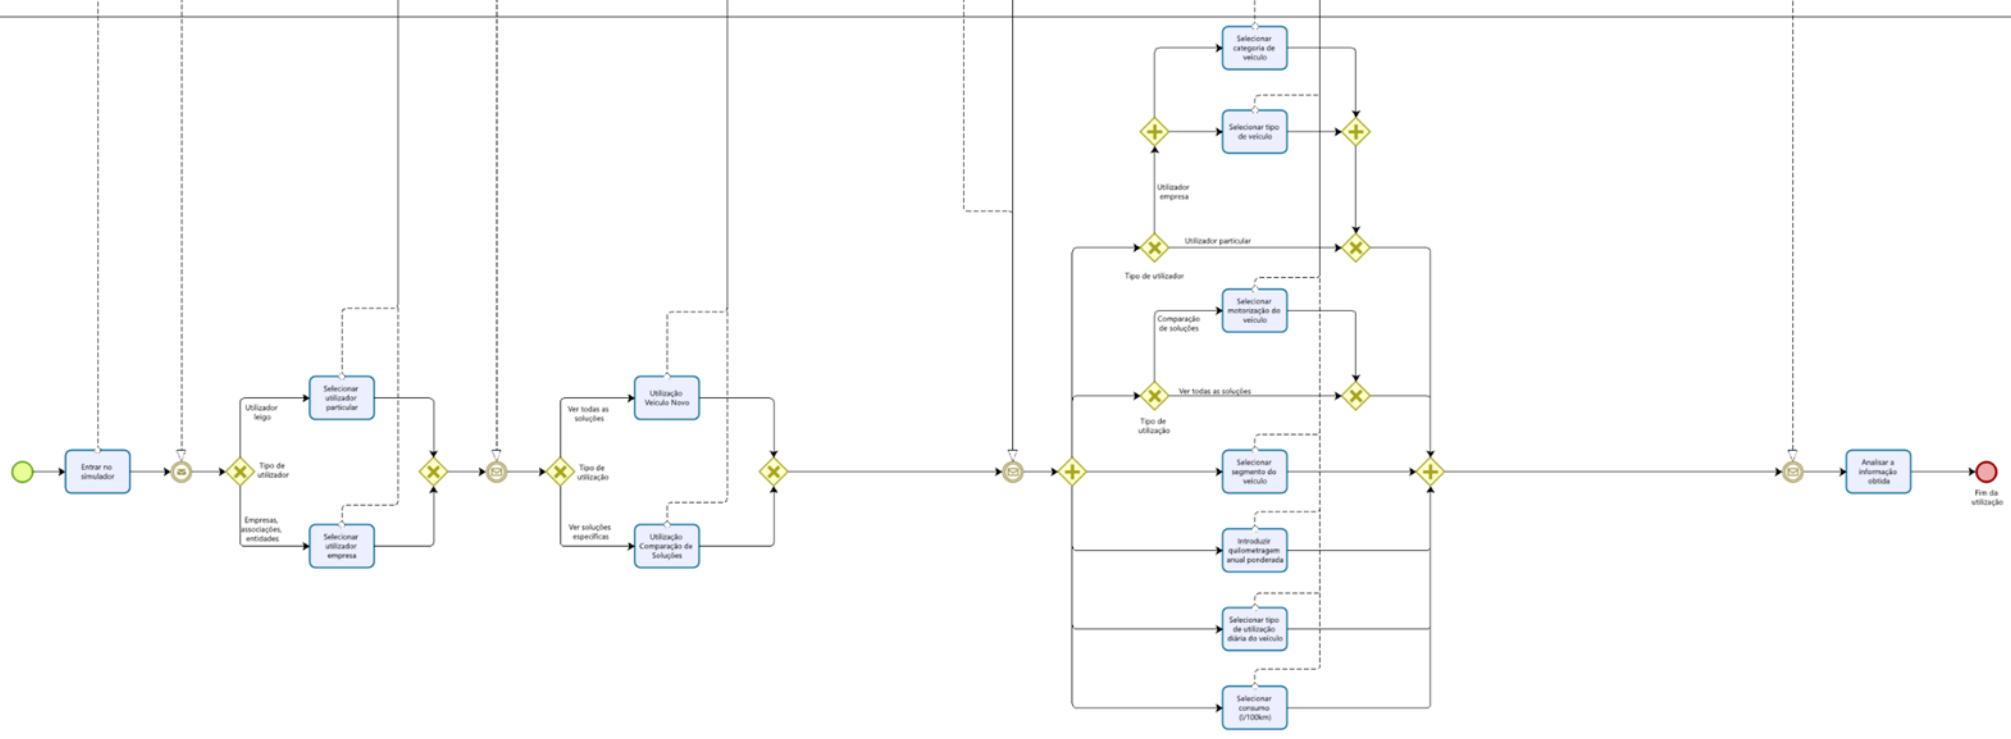 Entrar no
simulador
Tipo de
utilizador
Utilizador
leigo
Empresas,
associações,
entidades
Selecionar
utilizador
particular
Selecionar
utilizador
empresa
Tipo de
utilização
Ver todas as
soluções
Ver soluções
específicas
Utilização
Veículo Novo
Utilização
Comparação de
Soluções
Selecionar
categoria de
veículo
Selecionar tipo
de veículo
Utilizador
empresa
Utilizador particular
Tipo de utilizador
Selecionar
motorização do
veículo
Comparação
de soluções
Ver todas as soluções
Tipo de
utilização
Selecionar
segmento do
veículo
Introduzir
quilometragem
anual ponderada
Selecionar tipo
de utilização
diária do veículo
Selecionar
consumo
(l/100km)
Analisar a
informação
obtida
Fim da
utilização